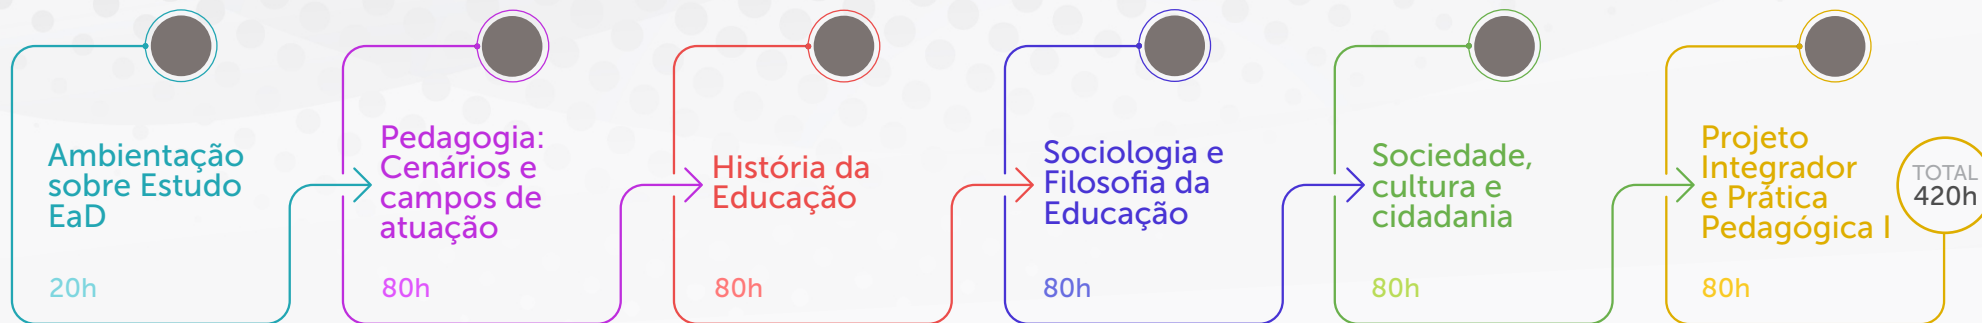 Ambientação
sobre Estudo
EaD
20h
Pedagogia:
Cenários e
campos de
atuação
80h
História da
Educação
80h
Sociologia e
Filosofia da
Educação
80h
Sociedade,
cultura e
cidadania
80h
Projeto
Integrador
e Prática
Pedagógica I
80h
TOTAL
420h